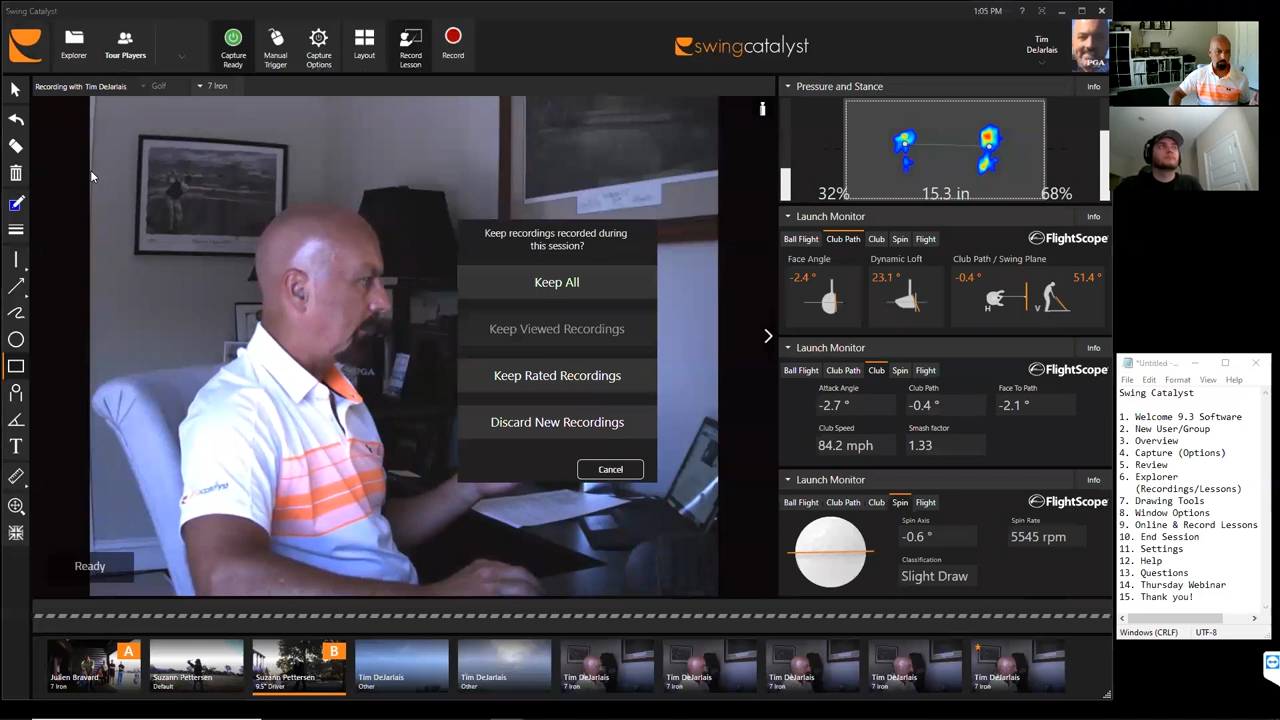 Swing Catalyst
1:05 PM
Explorer
Tour Players
Capture Ready
Manual Trigger
Capture Options
Layout
Record Lesson
Record
swingcatalyst
Tim DeJarlais
PGA
Recording with Tim DeJarlais
Golf
7 Iron
Keep recordings recorded during
this session?
Keep All
Keep Viewed Recordings
Keep Rated Recordings
Discard New Recordings
Cancel
Ready
Pressure and Stance Info
32% 15.3 in 68%
Launch Monitor Info
Ball Flight Club Path Club Spin Flight FlightScope
Face Angle Dynamic Loft Club Path / Swing Plane
-2.4 ° 23.1 ° -0.4 ° 51.4 °
H V
Launch Monitor Info
Ball Flight Club Path Club Spin Flight FlightScope
Attack Angle Club Path Face To Path
-2.7 ° -0.4 ° -2.1 °
Club Speed Smash factor
84.2 mph 1.33
Launch Monitor Info
Ball Flight Club Path Club Spin Flight FlightScope
Spin Axis Spin Rate
-0.6 ° 5545 rpm
Classification
Slight Draw
A
Julien Bravard
7 Iron
Suzann Pettersen
Default
B
Suzann Pettersen
9.5° Driver
Tim DeJarlais
Other
Tim DeJarlais
Other
Tim DeJarlais
7 Iron
Tim DeJarlais
7 Iron
Tim DeJarlais
7 Iron
Tim DeJarlais
7 Iron
Tim DeJarlais
7 Iron
*Untitled -...
File Edit Format View Help
Swing Catalyst
1. Welcome 9.3 Software
2. New User/Group
3. Overview
4. Capture (Options)
5. Review
6. Explorer
(Recordings/Lessons)
7. Drawing Tools
8. Window Options
9. Online & Record Lessons
10. End Session
11. Settings
12. Help
13. Questions
14. Thursday Webinar
15. Thank you!
Windows (CRLF) UTF-8